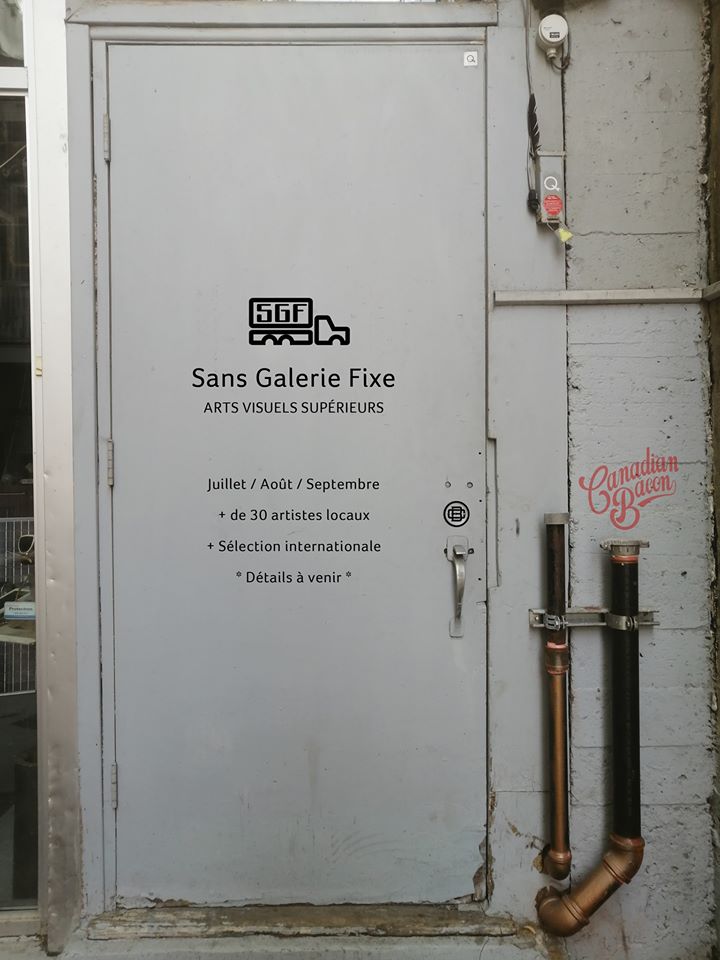 SGF
Sans Galerie Fixe
ARTS VISUELS SUPÉRIEURS
Juillet / Août / Septembre
+ de 30 artistes locaux
+ Sélection internationale
* Détails à venir *
Canadian
Bacon
Protectron